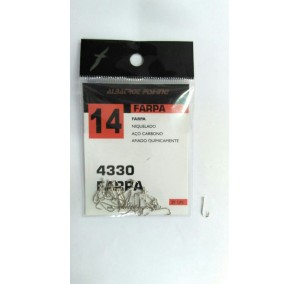 ALBATROZ FISHING
14 FARPA
FARPA
NIQUELADO
AÇO CARBONO
AFIADO QUIMICAMENTE
4330
FARPA